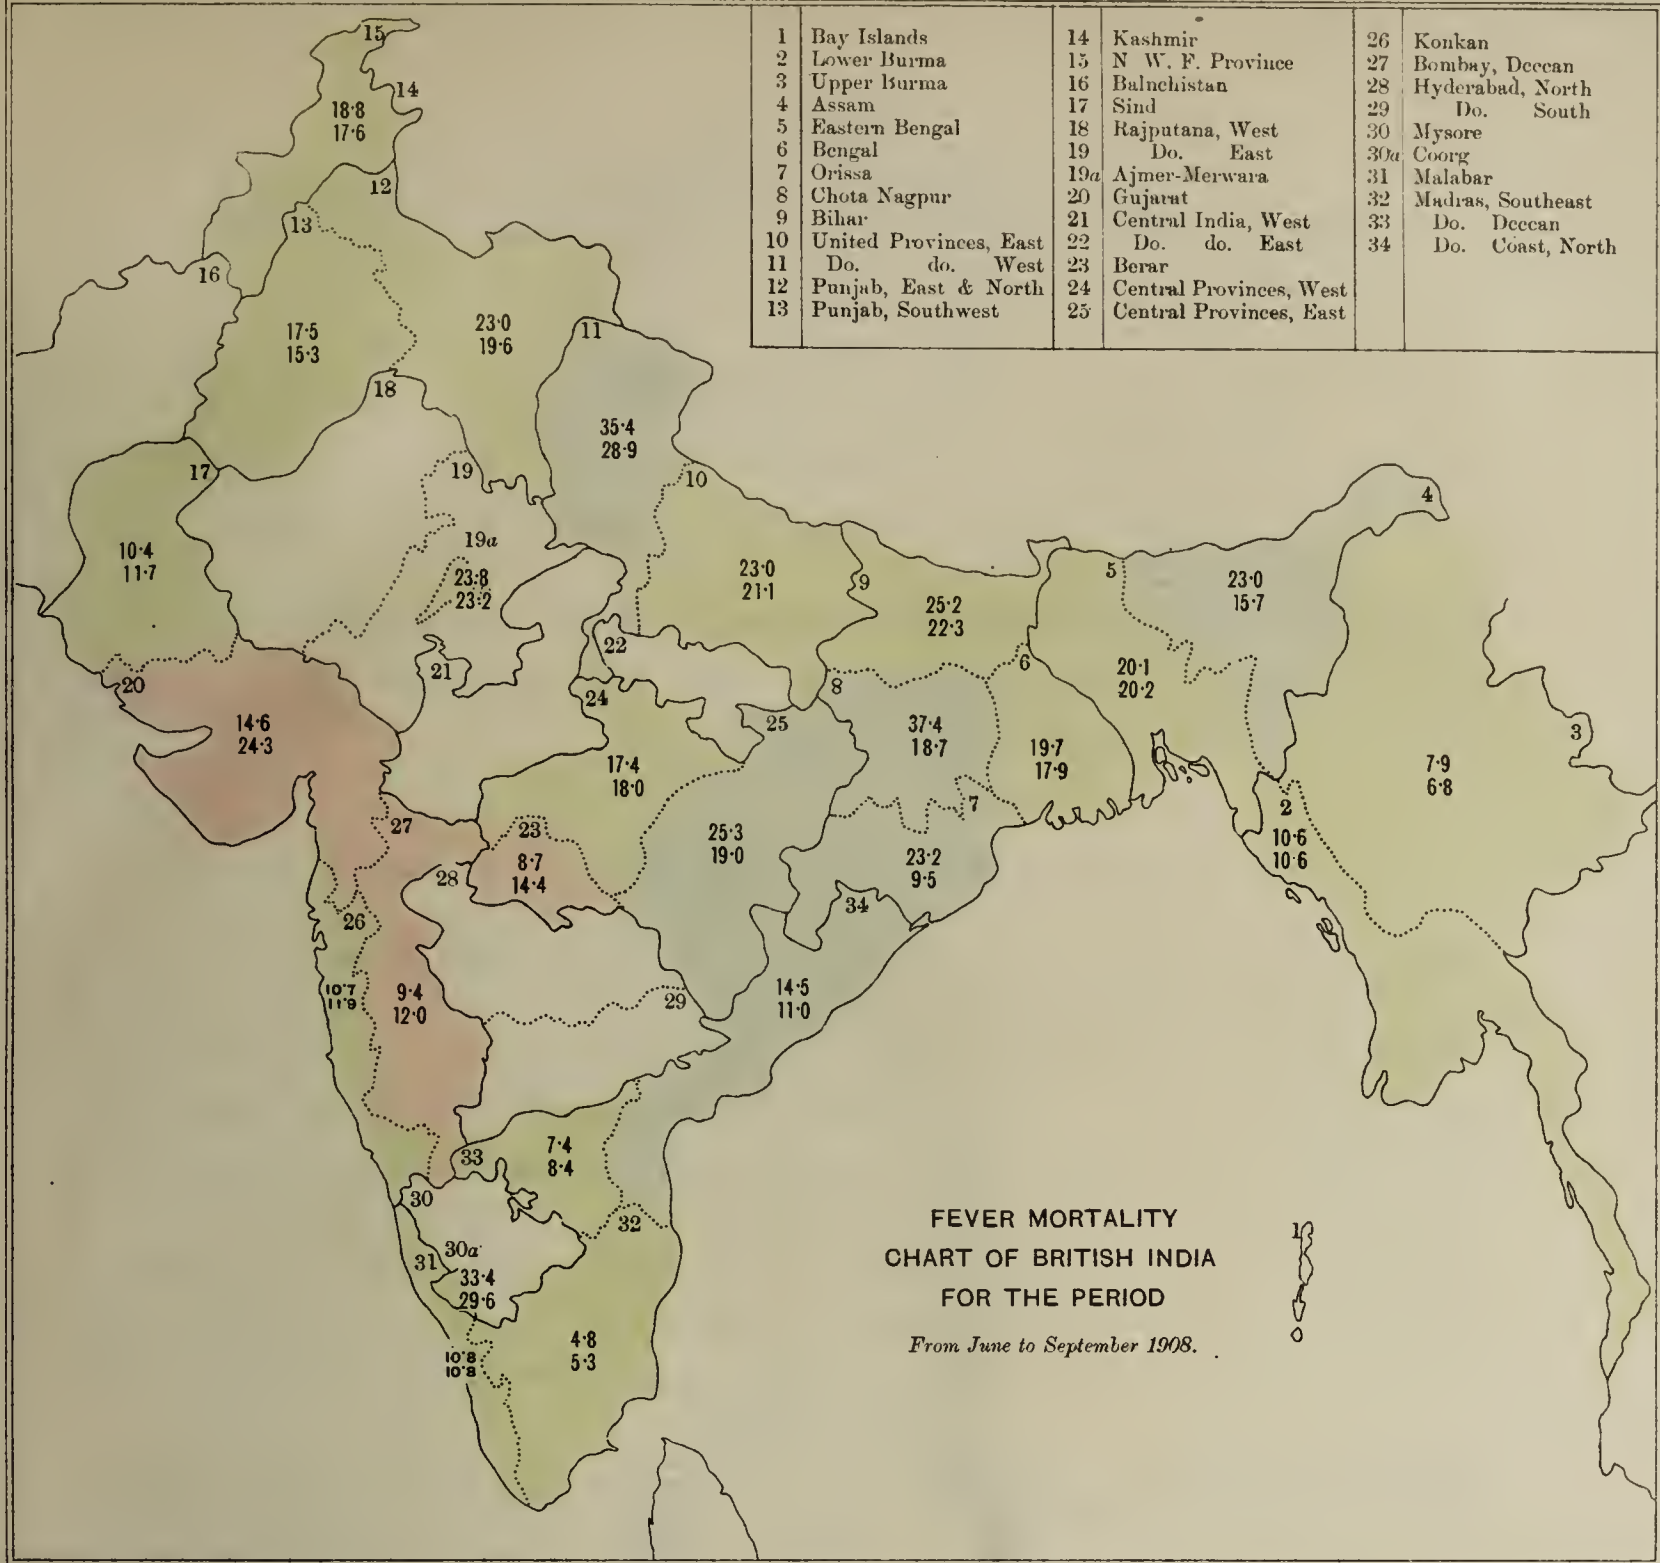 1 Bay Islands
2 Lower Burma
3 Upper Burma
4 Assam
5 Eastern Bengal
6 Bengal
7 Orissa
8 Chota Nagpur
9 Bihar
10 United Provinces, East
11 Do. do. West
12 Punjab, East & North
13 Punjab, Southwest
14 Kashmir
15 N W. F. Province
16 Balnchistan
17 Sind
18 Rajputana, West
19 Do. East
19a Ajmer-Merwara
20 Gujarat
21 Central India, West
22 Do. do. East
23 Berar
24 Central Provinces, West
25 Central Provinces, East
26 Konkan
27 Bombay, Deccan
28 Hyderabad, North
29 Do. South
30 Mysore
30a Coorg
31 Malabar
32 Madras, Southeast
33 Do. Deccan
34 Do. Coast, North
15
14
18·8
17·6
12
13
16
17·5
15·3
23·0
19·6
11
18
35·4
28·9
17
19
10
4
19a
10·4
11·7
23·8
23·2
23·0
21·1
9
25·2
22·3
5
23·0
15·7
22
21
20
24
8
6
20·1
20·2
25
14·6
24·3
37·4
18·7
19·7
17·9
3
7·9
6·8
17·4
18·0
7
2
10·6
10·6
27
23
8·7
14·4
25·3
19·0
23·2
9·5
28
34
26
10·7
11·9
9·4
12·0
29
14·5
11·0
7·4
8·4
33
30
32
30a
31
33·4
29·6
10·8
10·8
4·8
5·3
1
FEVER MORTALITY
CHART OF BRITISH INDIA
FOR THE PERIOD
From June to September 1908.